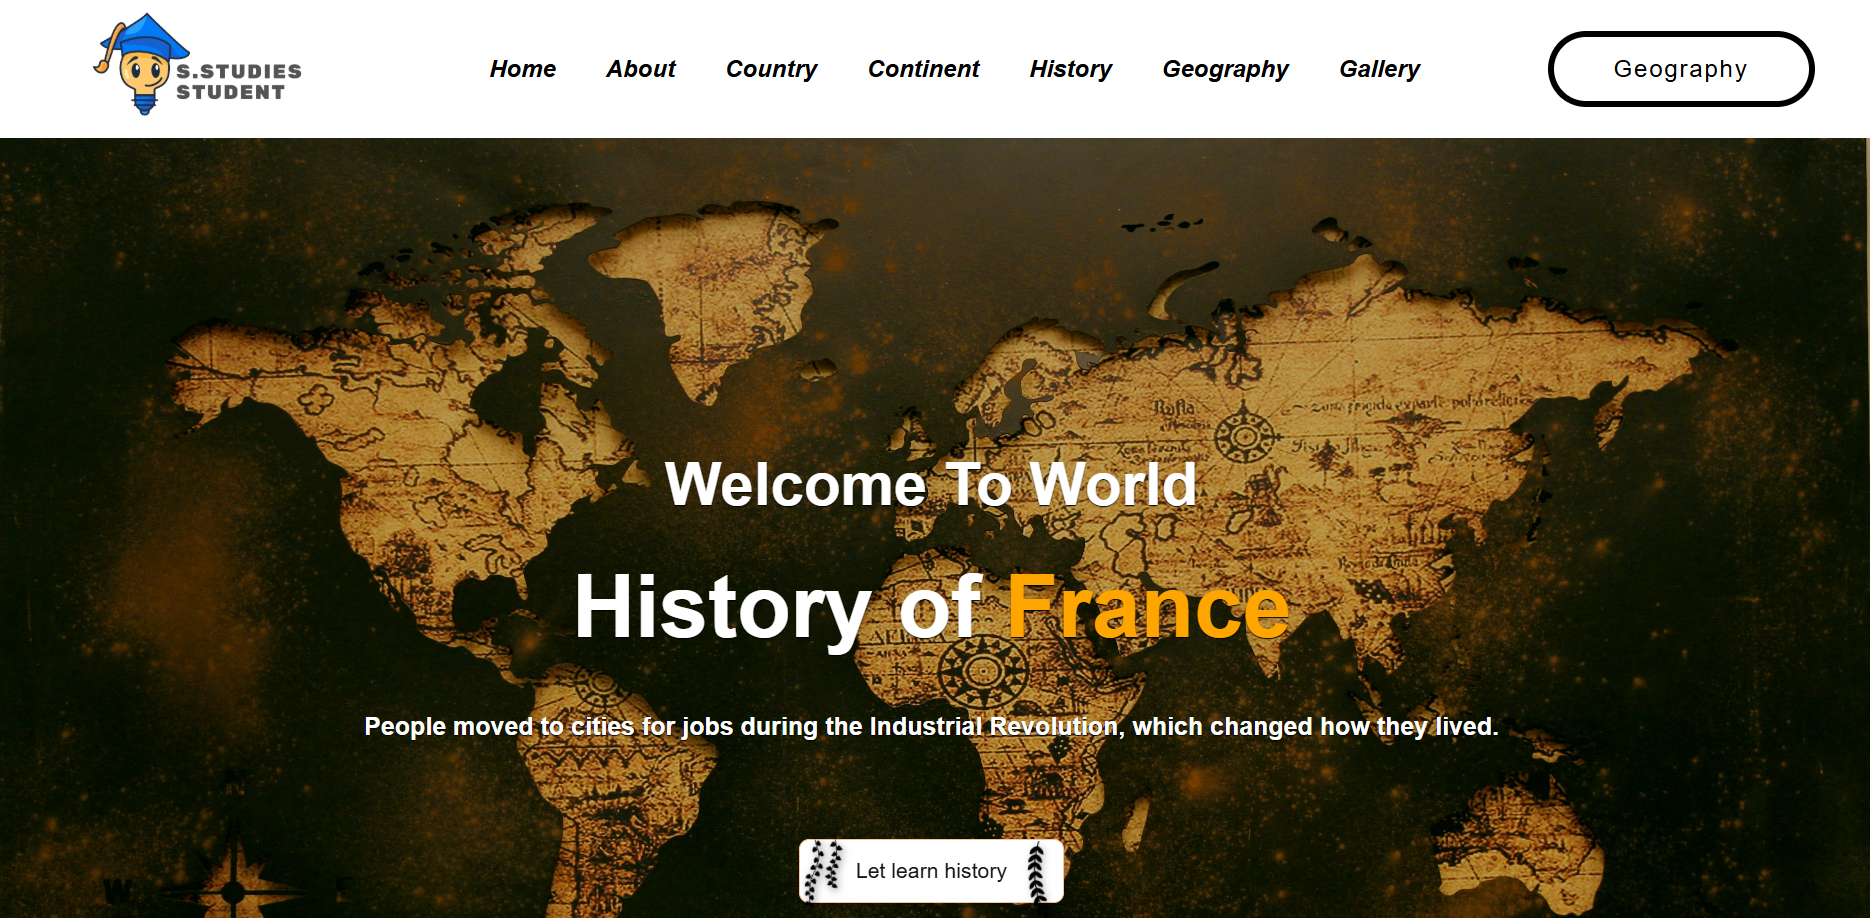 S.STUDIES
STUDENT
Home About Country Continent History Geography Gallery
Geography
Welcome To World
History of France
People moved to cities for jobs during the Industrial Revolution, which changed how they lived.
Let learn history
N
W E